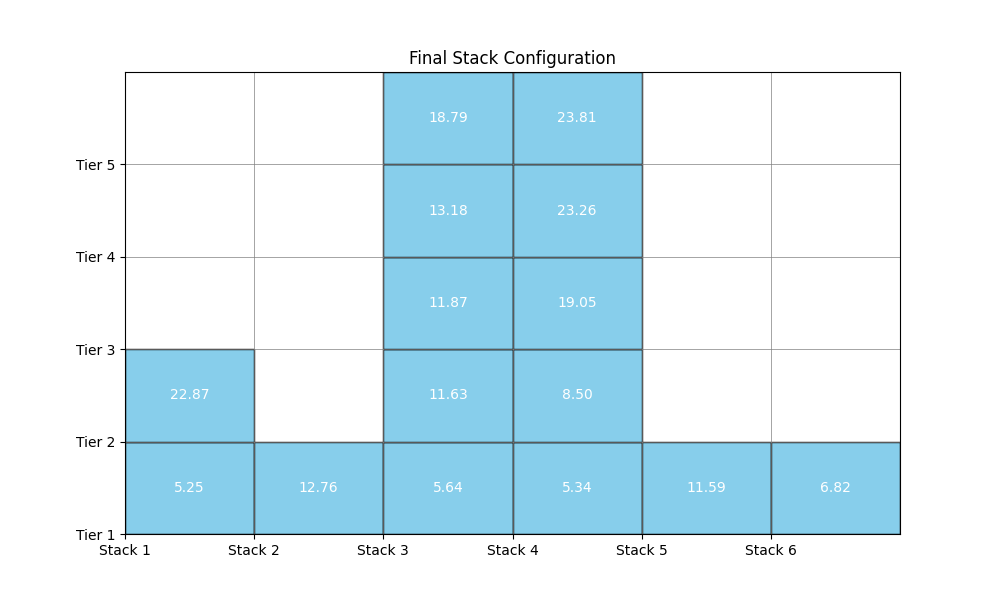 Final Stack Configuration
18.79 23.81
Tier 5
13.18 23.26
Tier 4
11.87 19.05
Tier 3
22.87 11.63 8.50
Tier 2
5.25 12.76 5.64 5.34 11.59 6.82
Tier 1
Stack 1 Stack 2 Stack 3 Stack 4 Stack 5 Stack 6